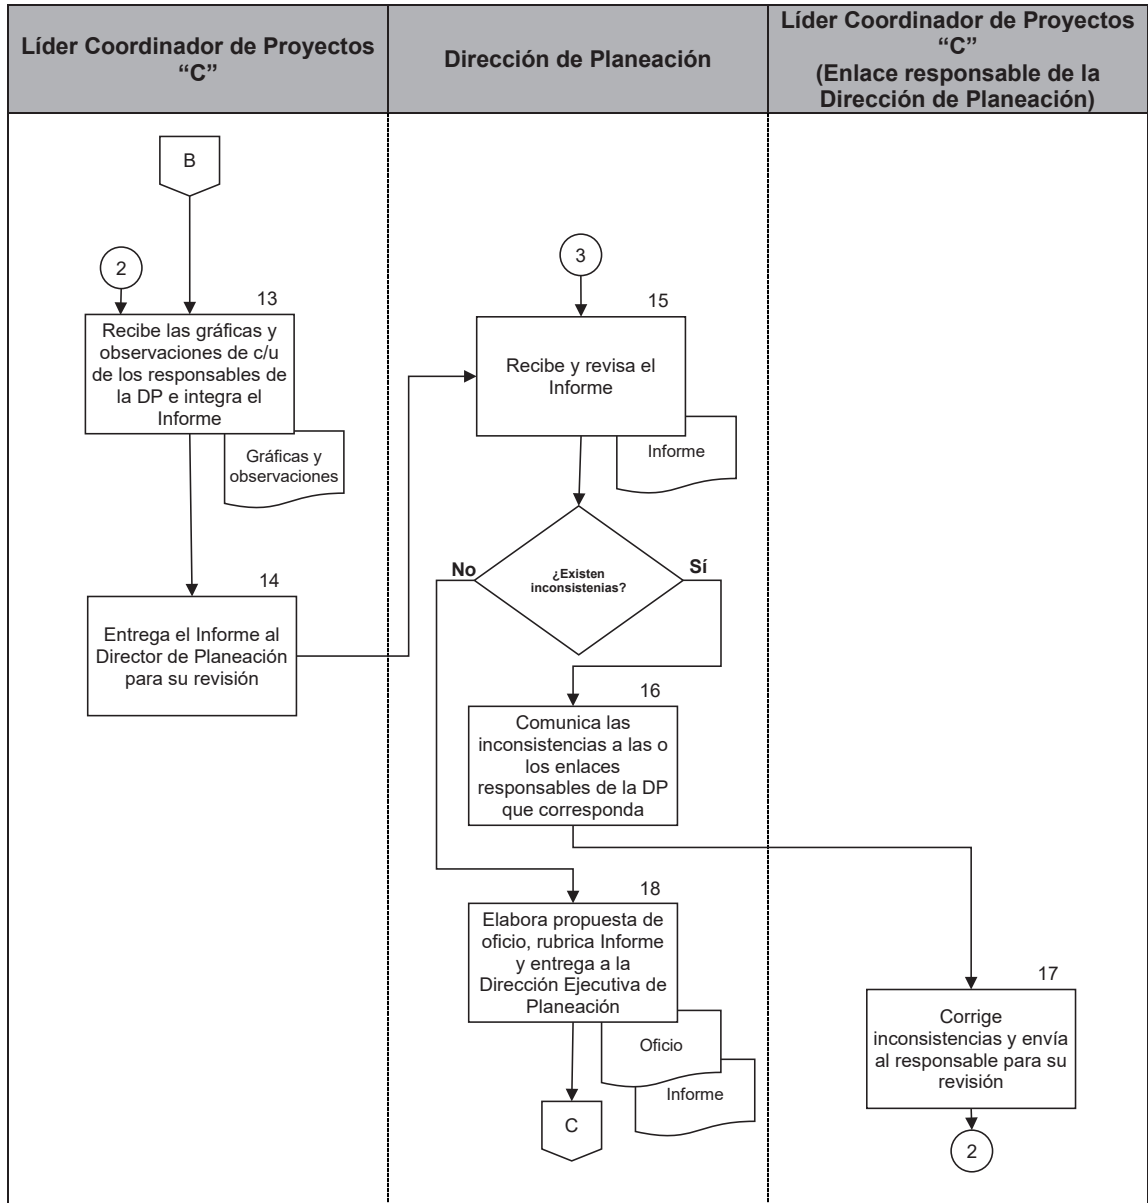 Líder Coordinador de Proyectos
“C”
Dirección de Planeación
Líder Coordinador de Proyectos
“C”
(Enlace responsable de la
Dirección de Planeación)
B
2
13
Recibe las gráficas y
observaciones de c/u
de los responsables de
la DP e integra el
Informe
Gráficas y
observaciones
14
Entrega el Informe al
Director de Planeación
para su revisión
3
15
Recibe y revisa el
Informe
Informe
No
¿Existen
inconsistenias?
Sí
16
Comunica las
inconsistencias a las o
los enlaces
responsables de la DP
que corresponda
18
Elabora propuesta de
oficio, rubrica Informe
y entrega a la
Dirección Ejecutiva de
Planeación
Oficio
Informe
C
17
Corrige
inconsistencias y envía
al responsable para su
revisión
2